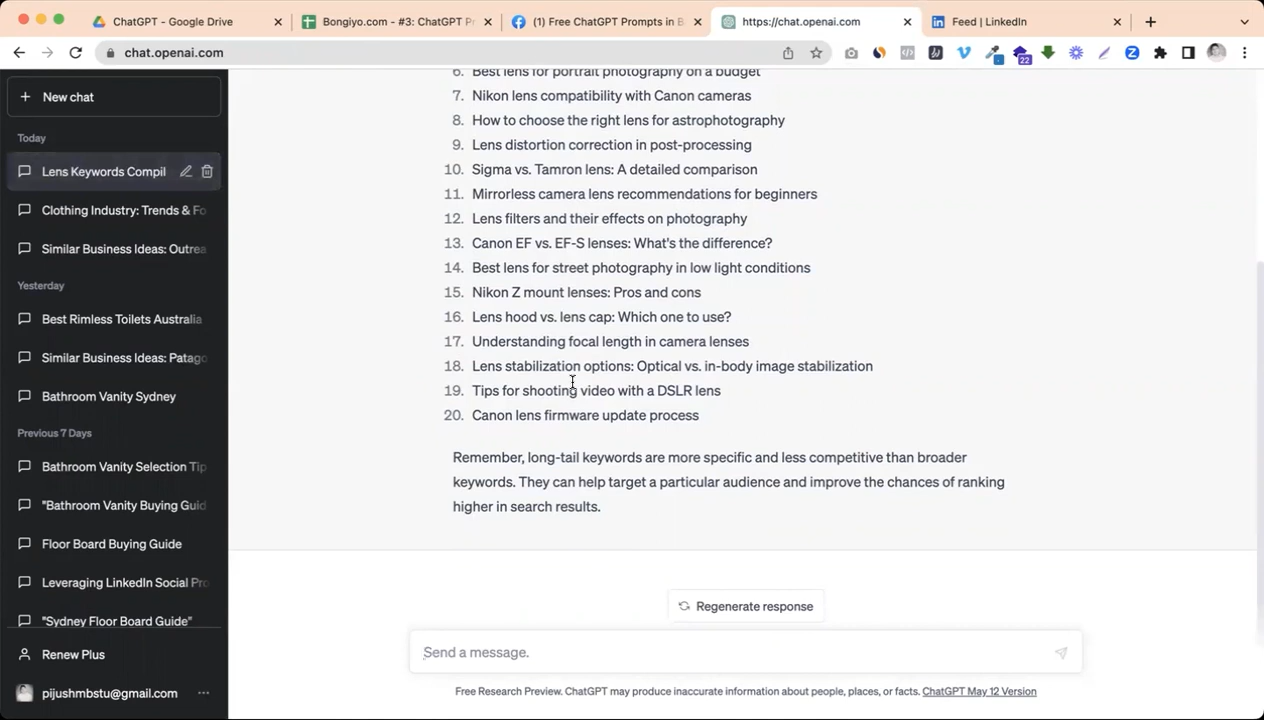 ChatGPT - Google Drive
Bongiyo.com - #3: ChatGPT P
(1) Free ChatGPT Prompts in B
https://chat.openai.com
Feed | LinkedIn
chat.openai.com
22
New chat
Today
Lens Keywords Compil
Clothing Industry: Trends & Fo
Similar Business Ideas: Outrea
Yesterday
Best Rimless Toilets Australia
Similar Business Ideas: Patago
Bathroom Vanity Sydney
Previous 7 Days
Bathroom Vanity Selection Tip
"Bathroom Vanity Buying Guid
Floor Board Buying Guide
Leveraging LinkedIn Social Pro
"Sydney Floor Board Guide"
Renew Plus
pijushmbstu@gmail.com
6. Best lens for portrait photography on a budget
7. Nikon lens compatibility with Canon cameras
8. How to choose the right lens for astrophotography
9. Lens distortion correction in post-processing
10. Sigma vs. Tamron lens: A detailed comparison
11. Mirrorless camera lens recommendations for beginners
12. Lens filters and their effects on photography
13. Canon EF vs. EF-S lenses: What's the difference?
14. Best lens for street photography in low light conditions
15. Nikon Z mount lenses: Pros and cons
16. Lens hood vs. lens cap: Which one to use?
17. Understanding focal length in camera lenses
18. Lens stabilization options: Optical vs. in-body image stabilization
19. Tips for shooting video with a DSLR lens
20. Canon lens firmware update process
Remember, long-tail keywords are more specific and less competitive than broader
keywords. They can help target a particular audience and improve the chances of ranking
higher in search results.
Regenerate response
Send a message.
Free Research Preview. ChatGPT may produce inaccurate information about people, places, or facts. ChatGPT May 12 Version